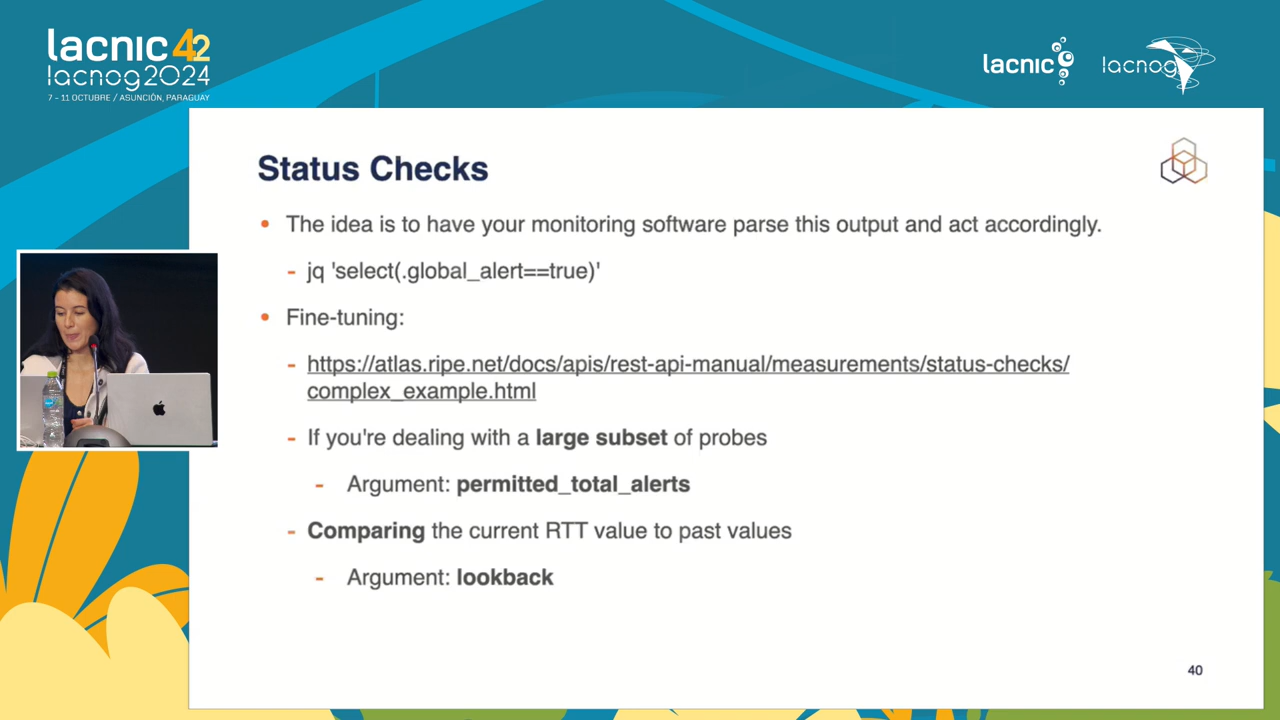 lacnic 42
lacnog2024
7 - 11 OCTUBRE / ASUNCIÓN, PARAGUAY
lacnic
lacnog
Status Checks
• The idea is to have your monitoring software parse this output and act accordingly.
- jq 'select(.global_alert==true)'
• Fine-tuning:
- https://atlas.ripe.net/docs/apis/rest-api-manual/measurements/status-checks/
complex_example.html
- If you're dealing with a large subset of probes
- Argument: permitted_total_alerts
- Comparing the current RTT value to past values
- Argument: lookback
40